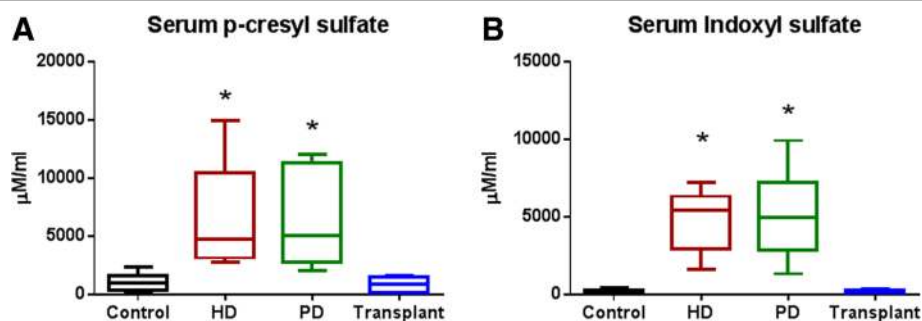 A
Serum p-cresyl sulfate
20000
15000
10000
5000
0
µM/ml
*
*
Control HD PD Transplant
B
Serum Indoxyl sulfate
15000
10000
5000
0
µM/ml
*
*
Control HD PD Transplant